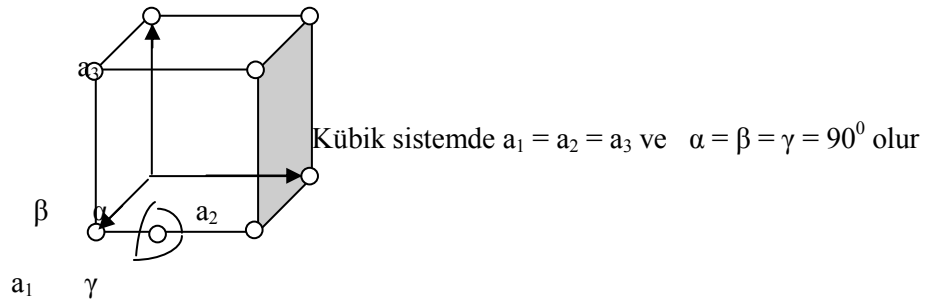 a₃
Kübik sistemde a₁ = a₂ = a₃ ve α = β = γ = 90⁰ olur
β α a₂
a₁ γ